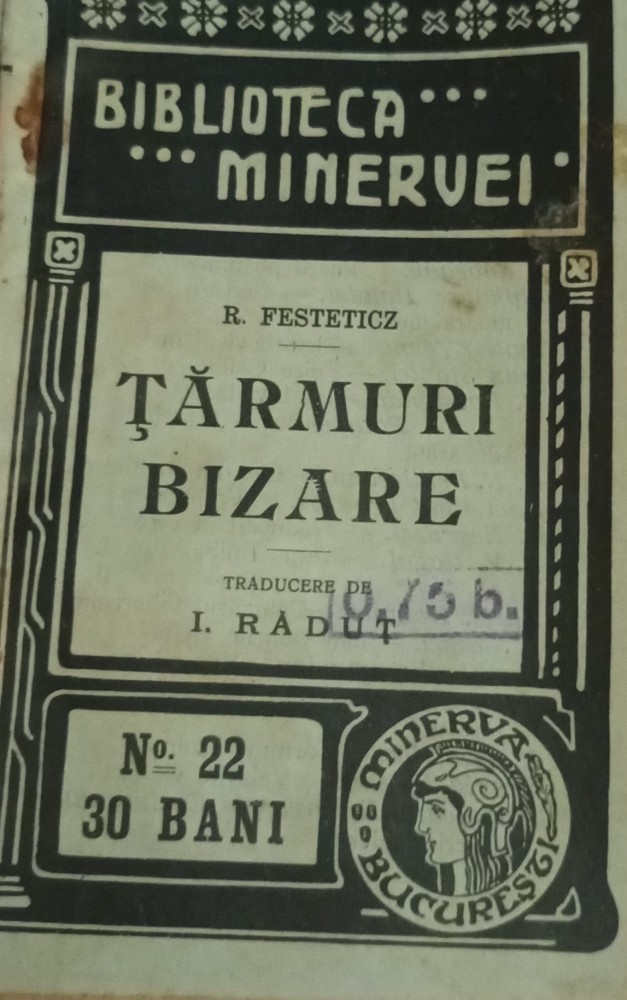 BIBLIOTECA
MINERVEI
R. FESTETICZ
ŢĂRMURI
BIZARE
TRADUCERE DE
I. RĂDUŢ
0.75 b.
No. 22
30 BANI
MINERVA
BUCUREŞTI